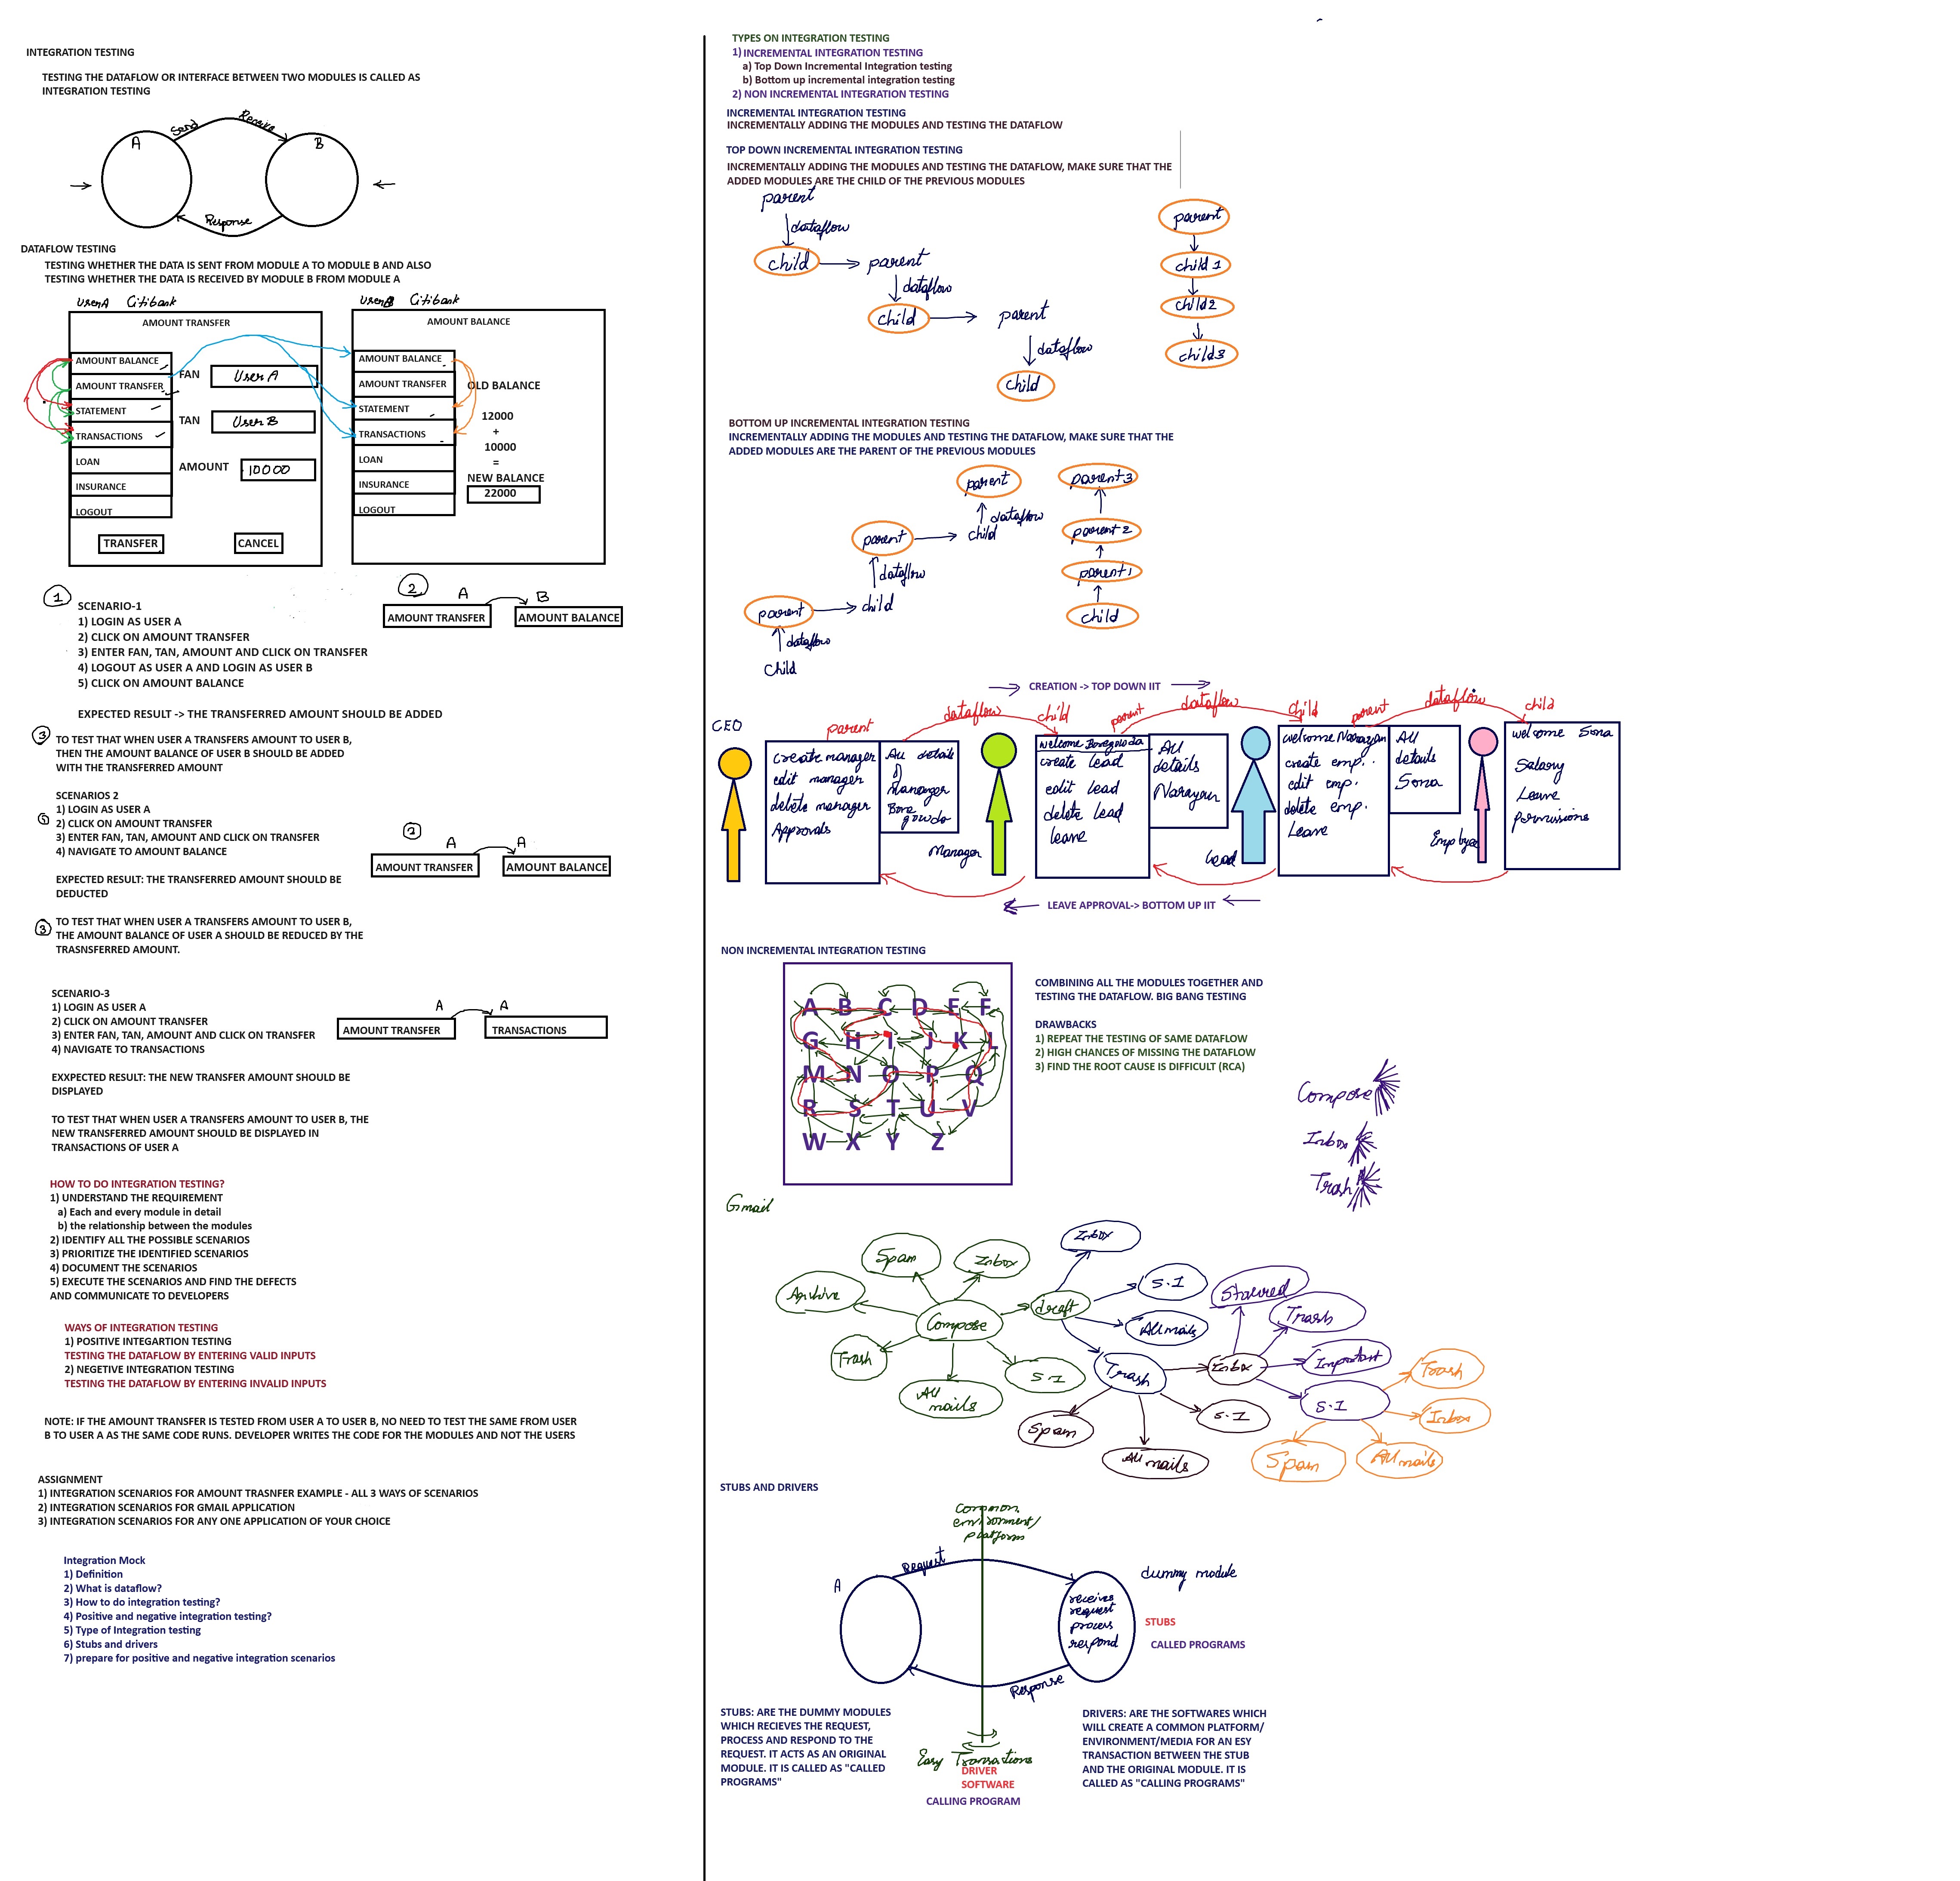 INTEGRATION TESTING
TESTING THE DATAFLOW OR INTERFACE BETWEEN TWO MODULES IS CALLED AS
INTEGRATION TESTING
A
Send
Receive
B
Response
DATAFLOW TESTING
TESTING WHETHER THE DATA IS SENT FROM MODULE A TO MODULE B AND ALSO
TESTING WHETHER THE DATA IS RECEIVED BY MODULE B FROM MODULE A
User A Citibank
AMOUNT TRANSFER
AMOUNT BALANCE
AMOUNT TRANSFER
STATEMENT
TRANSACTIONS
LOAN
INSURANCE
LOGOUT
FAN
User A
TAN
User B
AMOUNT
10000
TRANSFER
CANCEL
User B Citibank
AMOUNT BALANCE
AMOUNT BALANCE
AMOUNT TRANSFER
STATEMENT
TRANSACTIONS
LOAN
INSURANCE
LOGOUT
OLD BALANCE
12000
+
10000
=
NEW BALANCE
22000
1
SCENARIO-1
1) LOGIN AS USER A
2) CLICK ON AMOUNT TRANSFER
3) ENTER FAN, TAN, AMOUNT AND CLICK ON TRANSFER
4) LOGOUT AS USER A AND LOGIN AS USER B
5) CLICK ON AMOUNT BALANCE
2
A
B
AMOUNT TRANSFER
AMOUNT BALANCE
EXPECTED RESULT -> THE TRANSFERRED AMOUNT SHOULD BE ADDED
3
TO TEST THAT WHEN USER A TRANSFERS AMOUNT TO USER B,
THEN THE AMOUNT BALANCE OF USER B SHOULD BE ADDED
WITH THE TRANSFERRED AMOUNT
SCENARIOS 2
1) LOGIN AS USER A
2) CLICK ON AMOUNT TRANSFER
3) ENTER FAN, TAN, AMOUNT AND CLICK ON TRANSFER
4) NAVIGATE TO AMOUNT BALANCE
2
A
A
AMOUNT TRANSFER
AMOUNT BALANCE
EXPECTED RESULT: THE TRANSFERRED AMOUNT SHOULD BE
DEDUCTED
3
TO TEST THAT WHEN USER A TRANSFERS AMOUNT TO USER B,
THE AMOUNT BALANCE OF USER A SHOULD BE REDUCED BY THE
TRASNSFERRED AMOUNT.
SCENARIO-3
1) LOGIN AS USER A
2) CLICK ON AMOUNT TRANSFER
3) ENTER FAN, TAN, AMOUNT AND CLICK ON TRANSFER
4) NAVIGATE TO TRANSACTIONS
A
A
AMOUNT TRANSFER
TRANSACTIONS
EXXPECTED RESULT: THE NEW TRANSFER AMOUNT SHOULD BE
DISPLAYED
TO TEST THAT WHEN USER A TRANSFERS AMOUNT TO USER B, THE
NEW TRANSFERRED AMOUNT SHOULD BE DISPLAYED IN
TRANSACTIONS OF USER A
HOW TO DO INTEGRATION TESTING?
1) UNDERSTAND THE REQUIREMENT
a) Each and every module in detail
b) the relationship between the modules
2) IDENTIFY ALL THE POSSIBLE SCENARIOS
3) PRIORITIZE THE IDENTIFIED SCENARIOS
4) DOCUMENT THE SCENARIOS
5) EXECUTE THE SCENARIOS AND FIND THE DEFECTS
AND COMMUNICATE TO DEVELOPERS
WAYS OF INTEGRATION TESTING
1) POSITIVE INTEGARTION TESTING
TESTING THE DATAFLOW BY ENTERING VALID INPUTS
2) NEGETIVE INTEGRATION TESTING
TESTING THE DATAFLOW BY ENTERING INVALID INPUTS
NOTE: IF THE AMOUNT TRANSFER IS TESTED FROM USER A TO USER B, NO NEED TO TEST THE SAME FROM USER
B TO USER A AS THE SAME CODE RUNS. DEVELOPER WRITES THE CODE FOR THE MODULES AND NOT THE USERS
ASSIGNMENT
1) INTEGRATION SCENARIOS FOR AMOUNT TRASNFER EXAMPLE - ALL 3 WAYS OF SCENARIOS
2) INTEGRATION SCENARIOS FOR GMAIL APPLICATION
3) INTEGRATION SCENARIOS FOR ANY ONE APPLICATION OF YOUR CHOICE
Integration Mock
1) Definition
2) What is dataflow?
3) How to do integration testing?
4) Positive and negative integration testing?
5) Type of Integration testing
6) Stubs and drivers
7) prepare for positive and negative integration scenarios
TYPES ON INTEGRATION TESTING
1) INCREMENTAL INTEGRATION TESTING
a) Top Down Incremental Integration testing
b) Bottom up incremental integration testing
2) NON INCREMENTAL INTEGRATION TESTING
INCREMENTAL INTEGRATION TESTING
INCREMENTALLY ADDING THE MODULES AND TESTING THE DATAFLOW
TOP DOWN INCREMENTAL INTEGRATION TESTING
INCREMENTALLY ADDING THE MODULES AND TESTING THE DATAFLOW, MAKE SURE THAT THE
ADDED MODULES ARE THE CHILD OF THE PREVIOUS MODULES
parent
dataflow
child
parent
dataflow
child
parent
dataflow
child
parent
child 1
child 2
child 3
BOTTOM UP INCREMENTAL INTEGRATION TESTING
INCREMENTALLY ADDING THE MODULES AND TESTING THE DATAFLOW, MAKE SURE THAT THE
ADDED MODULES ARE THE PARENT OF THE PREVIOUS MODULES
parent
dataflow
child
parent
dataflow
child
parent
dataflow
Child
parent 3
parent 2
parent 1
child
CREATION -> TOP DOWN IIT
CEO
parent
dataflow
child
parent
dataflow
child
parent
dataflow
child
create manager
edit manager
delete manager
Approvals
All details
of
Manager
Bore
gowda
Manager
welcome Boregowda
create lead
edit lead
delete lead
leave
All
details
Narayan
Lead
welcome Narayan
create emp.
edit emp.
delete emp.
Leave
All
details
Sona
Employee
welcome Sona
Salary
Leave
permissions
LEAVE APPROVAL-> BOTTOM UP IIT
NON INCREMENTAL INTEGRATION TESTING
A B C D E F
G H I J K L
M N O P Q
R S T U V
W X Y Z
COMBINING ALL THE MODULES TOGETHER AND
TESTING THE DATAFLOW. BIG BANG TESTING
DRAWBACKS
1) REPEAT THE TESTING OF SAME DATAFLOW
2) HIGH CHANCES OF MISSING THE DATAFLOW
3) FIND THE ROOT CAUSE IS DIFFICULT (RCA)
Compose
Inbox
Trash
Gmail
Spam
Inbox
Compose
Trash
All
mails
S.I
draft
Inbox
S.I
All mails
Trash
Spam
All mails
S.I
Inbox
Starred
Trash
Important
S.I
Trash
Inbox
Spam
All mails
STUBS AND DRIVERS
Common
environment/
platform
A
Request
receives
request
process
respond
Response
dummy module
STUBS
CALLED PROGRAMS
Easy Transactions
DRIVER
SOFTWARE
CALLING PROGRAM
STUBS: ARE THE DUMMY MODULES
WHICH RECIEVES THE REQUEST,
PROCESS AND RESPOND TO THE
REQUEST. IT ACTS AS AN ORIGINAL
MODULE. IT IS CALLED AS "CALLED
PROGRAMS"
DRIVERS: ARE THE SOFTWARES WHICH
WILL CREATE A COMMON PLATFORM/
ENVIRONMENT/MEDIA FOR AN ESY
TRANSACTION BETWEEN THE STUB
AND THE ORIGINAL MODULE. IT IS
CALLED AS "CALLING PROGRAMS"